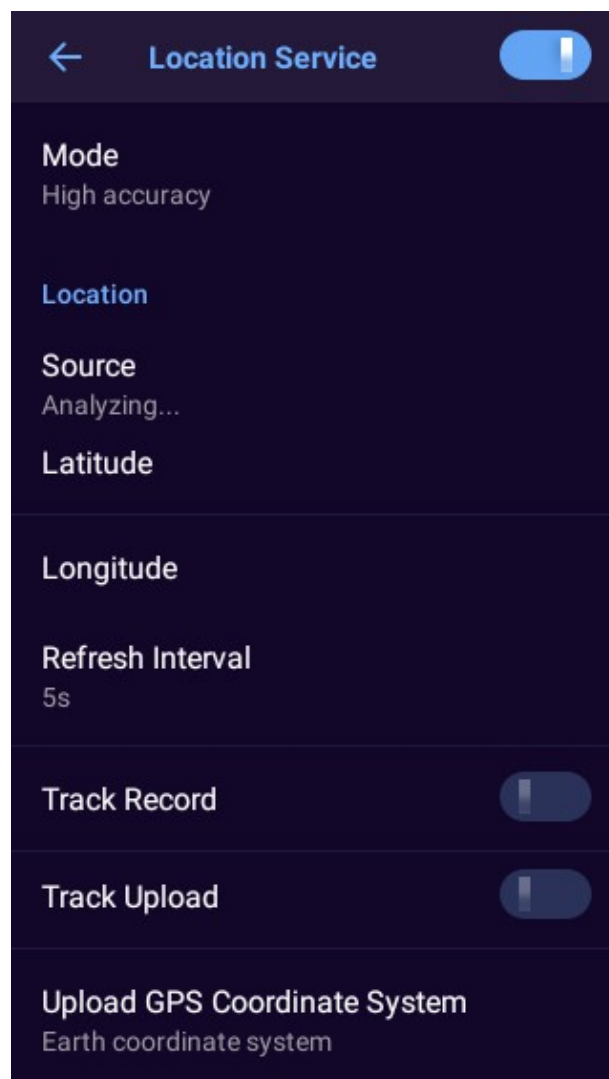 Location Service
Mode
High accuracy
Location
Source
Analyzing...
Latitude
Longitude
Refresh Interval
5s
Track Record
Track Upload
Upload GPS Coordinate System
Earth coordinate system